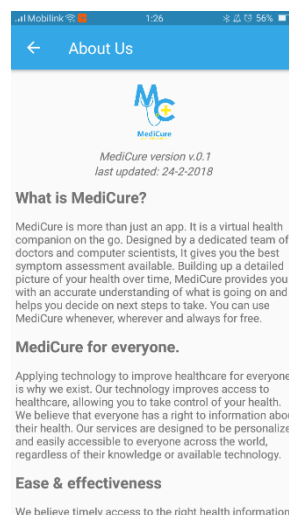 Mobilink 1:26 56%
About Us
MC
MediCure
MediCure version v.0.1
last updated: 24-2-2018
What is MediCure?
MediCure is more than just an app. It is a virtual health
companion on the go. Designed by a dedicated team of
doctors and computer scientists, It gives you the best
symptom assessment available. Building up a detailed
picture of your health over time, MediCure provides you
with an accurate understanding of what is going on and
helps you decide on next steps to take. You can use
MediCure whenever, wherever and always for free.
MediCure for everyone.
Applying technology to improve healthcare for everyone
is why we exist. Our technology improves access to
healthcare, allowing you to take control of your health.
We believe that everyone has a right to information abou
their health. Our services are designed to be personalize
and easily accessible to everyone across the world,
regardless of their knowledge or available technology.
Ease & effectiveness
We believe timely access to the right health information